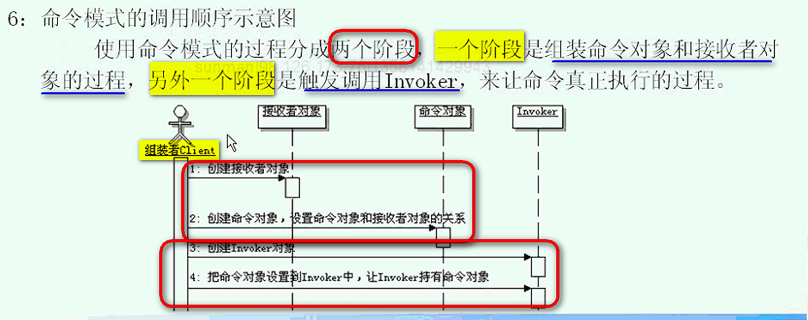 6：命令模式的调用顺序示意图
使用命令模式的过程分成两个阶段，一个阶段是组装命令对象和接收者对
象的过程，另外一个阶段是触发调用Invoker，来让命令真正执行的过程。
接收者对象 命令对象 Invoker
组装者Client
1: 创建接收者对象
2: 创建命令对象，设置命令对象和接收者对象的关系
3: 创建Invoker对象
4: 把命令对象设置到Invoker中，让Invoker持有命令对象